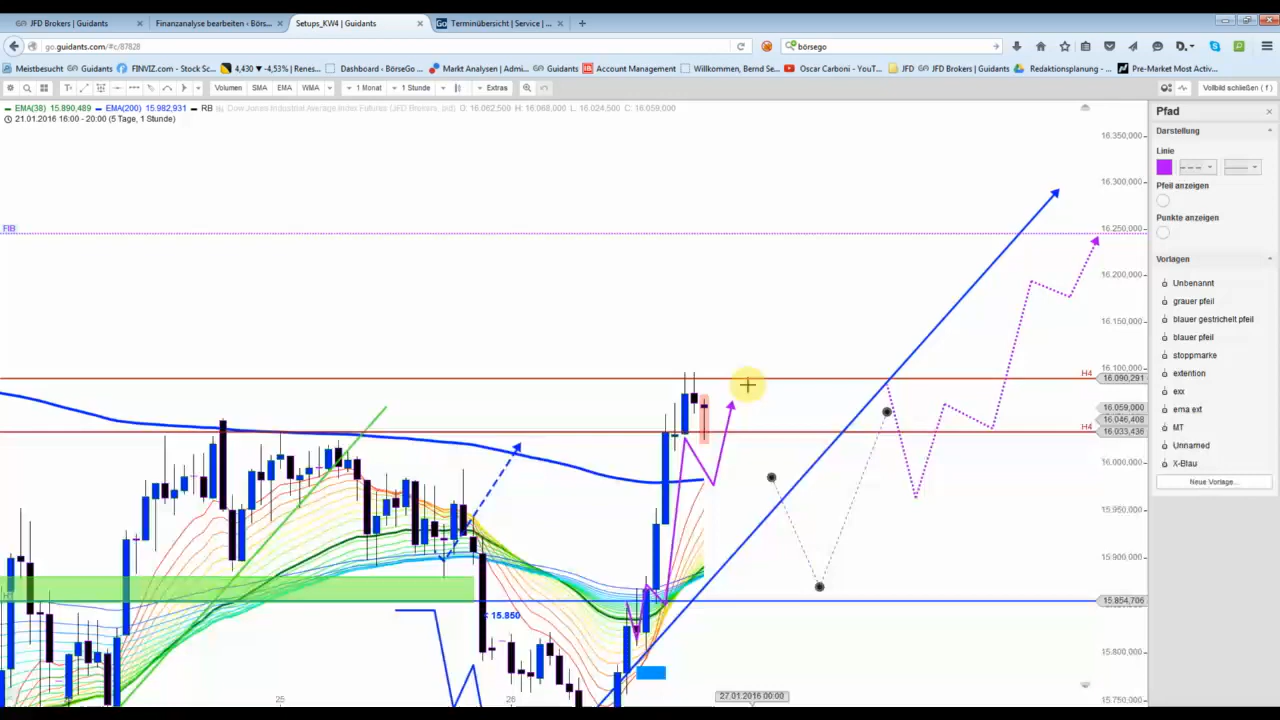 JFD Brokers | Guidants
Finanzanalyse bearbeiten ‹ Börs...
Setups_KW4 | Guidants
Terminübersicht | Service | ...
go.guidants.com/#c/87828
börsego
Meistbesucht
Guidants
FINVIZ.com - Stock Sc...
4,430 ▼ -4,53% | Renes...
Dashboard ‹ BörseGo ...
Markt Analysen | Admi...
Guidants
Account Management
Willkommen, Bernd Se...
Oscar Carboni - YouT...
JFD
JFD Brokers | Guidants
Redaktionsplanung - ...
Pre-Market Most Activ...
Volumen
SMA
EMA
WMA
1 Monat
1 Stunde
Extras
Vollbild schließen ( f )
EMA(38) 15.890,489
EMA(200) 15.982,931
RB
Dow Jones Industrial Average Index Futures (JFD Brokers, Ind) O: 16.062,500 H: 16.068,000 L: 16.024,500 C: 16.059,000
21.01.2016 16:00 - 20:00 (5 Tage, 1 Stunde)
16.350,000
16.300,000
FIB
16.250,000
16.200,000
16.150,000
16.100,000
H4
16.090,291
16.059,000
16.046,408
H4
16.033,436
16.000,000
15.950,000
15.900,000
15.854,706
15.850
15.800,000
15.750,000
25
26
27.01.2016 00:00
Pfad
Darstellung
Linie
Pfeil anzeigen
Punkte anzeigen
Vorlagen
Unbenannt
grauer pfeil
blauer gestrichelt pfeil
blauer pfeil
stoppmarke
extention
exx
ema ext
MT
Unnamed
X-Blau
Neue Vorlage...